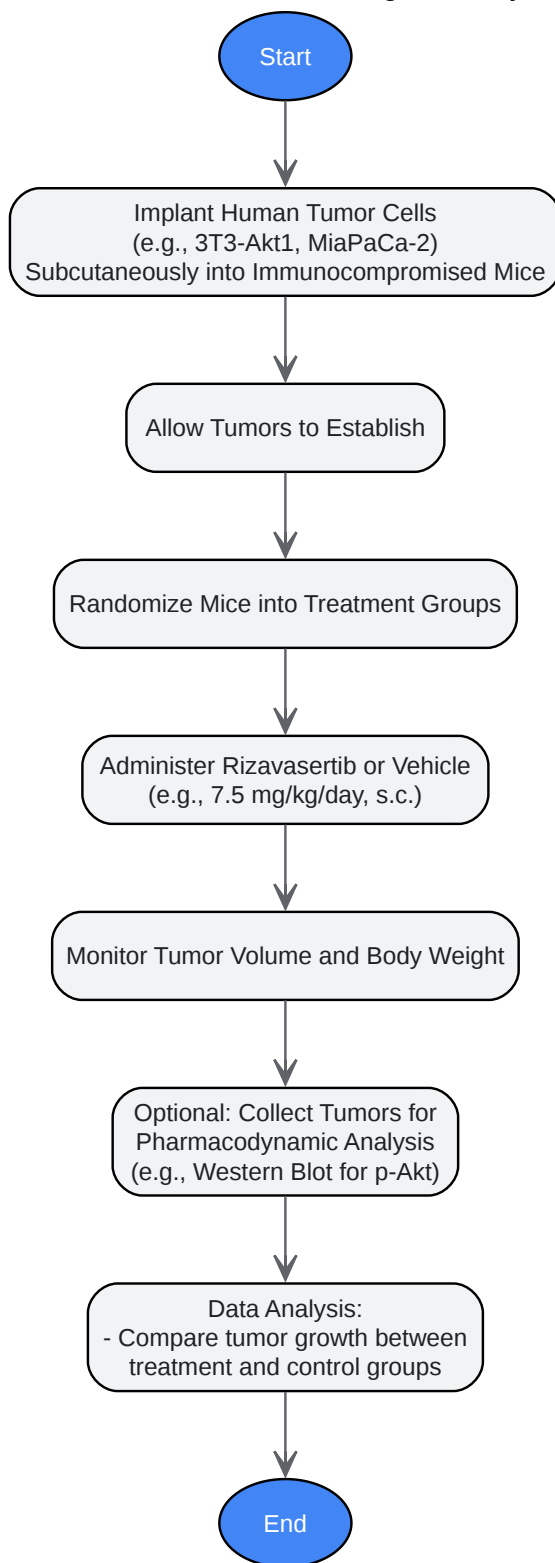 Start
Implant Human Tumor Cells
(e.g., 3T3-Akt1, MiaPaCa-2)
Subcutaneously into Immunocompromised Mice
Allow Tumors to Establish
Randomize Mice into Treatment Groups
Administer Rizavasertib or Vehicle
(e.g., 7.5 mg/kg/day, s.c.)
Monitor Tumor Volume and Body Weight
Optional: Collect Tumors for
Pharmacodynamic Analysis
(e.g., Western Blot for p-Akt)
Data Analysis:
- Compare tumor growth between
treatment and control groups
End